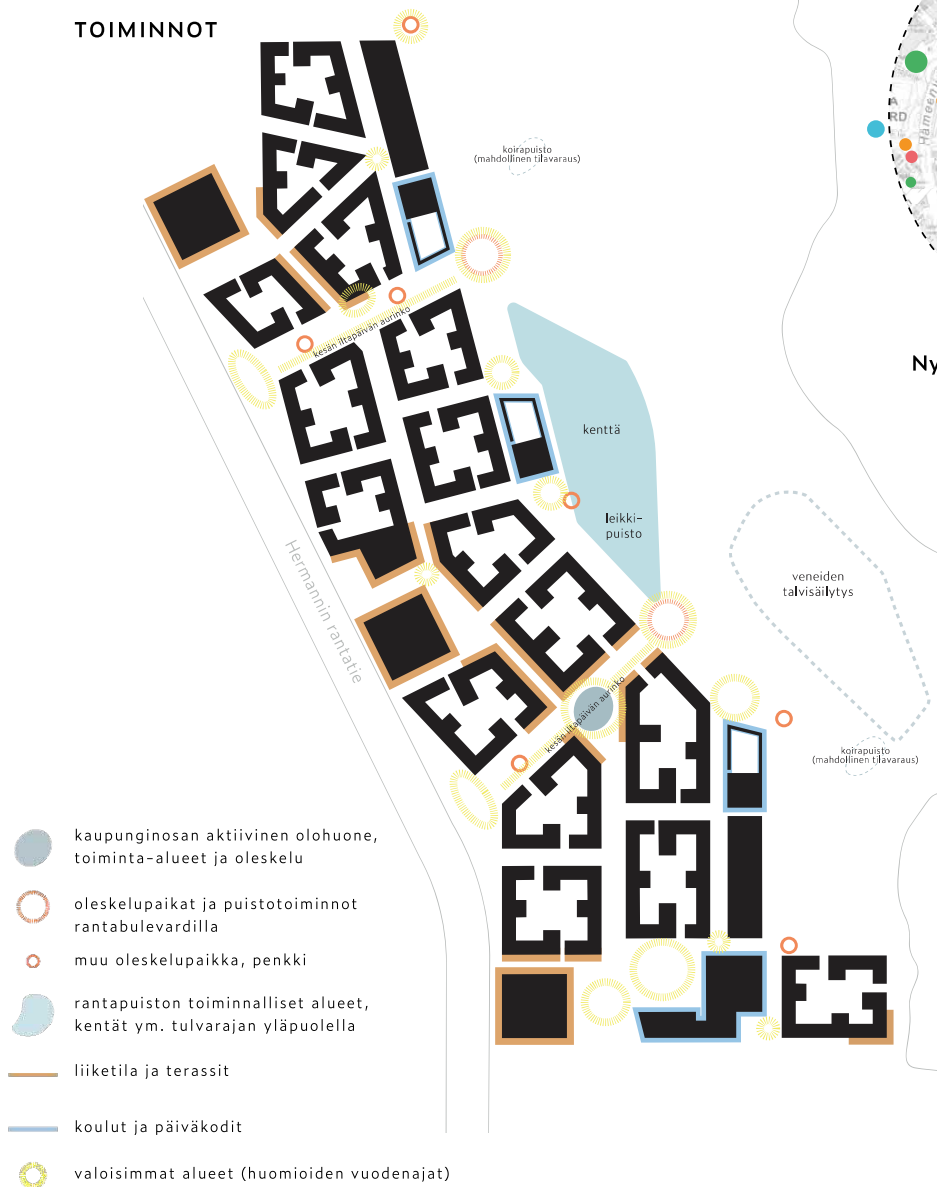 TOIMINNOT
koirapuisto
(mahdollinen tilavaraus)
RD
Hämeen
Ny
kesän iltapäivän aurinko
kenttä
leikki-
puisto
Hermannin rantatie
veneiden
talvisäilytys
kesän iltapäivän aurinko
koirapuisto
(mahdollinen tilavaraus)
kaupunginosan aktiivinen olohuone,
toiminta-alueet ja oleskelu
oleskelupaikat ja puistotoiminnot
rantabulevardilla
muu oleskelupaikka, penkki
rantapuiston toiminnalliset alueet,
kentät ym. tulvarajan yläpuolella
liiketila ja terassit
koulut ja päiväkodit
valoisimmat alueet (huomioiden vuodenajat)